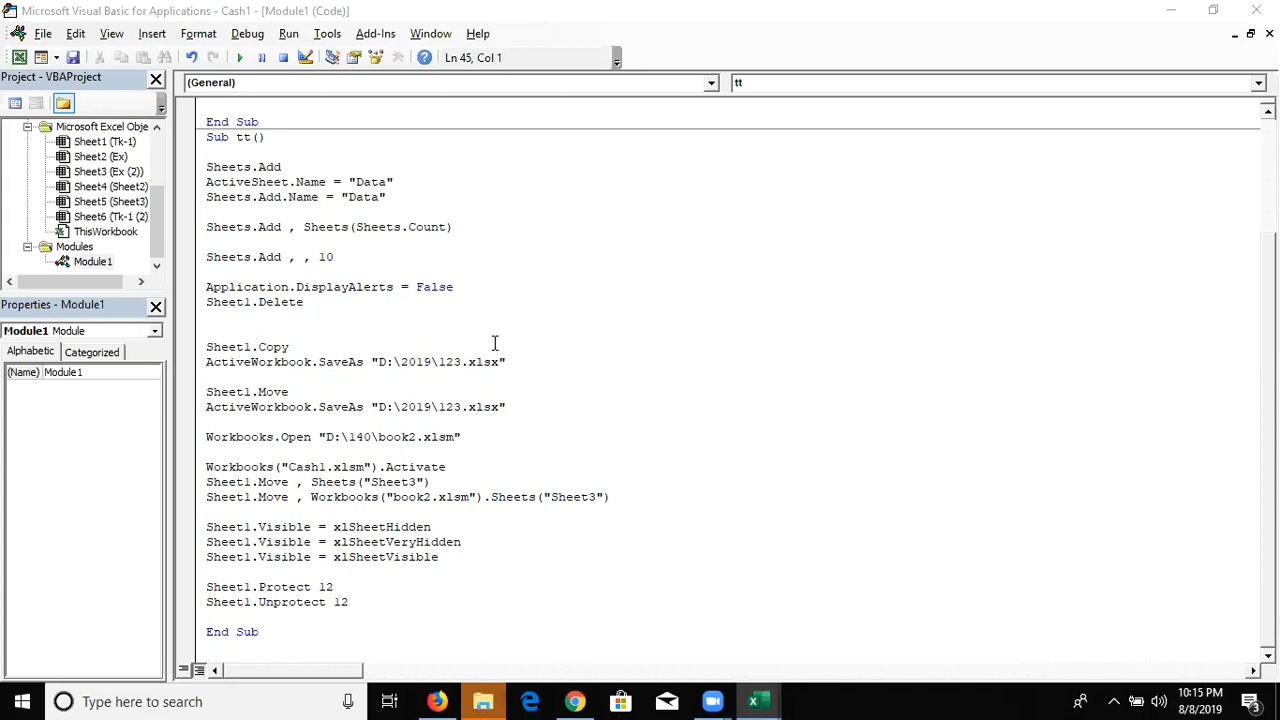 Microsoft Visual Basic for Applications - Cash1 - [Module1 (Code)]
File Edit View Insert Format Debug Run Tools Add-Ins Window Help
Ln 45, Col 1
Project - VBAProject
(General)
tt
Microsoft Excel Obje
Sheet1 (Tk-1)
Sheet2 (Ex)
Sheet3 (Ex (2))
Sheet4 (Sheet2)
Sheet5 (Sheet3)
Sheet6 (Tk-1 (2)
ThisWorkbook
Modules
Module1
Properties - Module1
Module1 Module
Alphabetic Categorized
(Name) Module1
End Sub
Sub tt()
Sheets.Add
ActiveSheet.Name = "Data"
Sheets.Add.Name = "Data"
Sheets.Add , Sheets(Sheets.Count)
Sheets.Add , , 10
Application.DisplayAlerts = False
Sheet1.Delete
Sheet1.Copy
ActiveWorkbook.SaveAs "D:\2019\123.xlsx"
Sheet1.Move
ActiveWorkbook.SaveAs "D:\2019\123.xlsx"
Workbooks.Open "D:\140\book2.xlsm"
Workbooks("Cash1.xlsm").Activate
Sheet1.Move , Sheets("Sheet3")
Sheet1.Move , Workbooks("book2.xlsm").Sheets("Sheet3")
Sheet1.Visible = xlSheetHidden
Sheet1.Visible = xlSheetVeryHidden
Sheet1.Visible = xlSheetVisible
Sheet1.Protect 12
Sheet1.Unprotect 12
End Sub
Type here to search
10:15 PM
8/8/2019
3